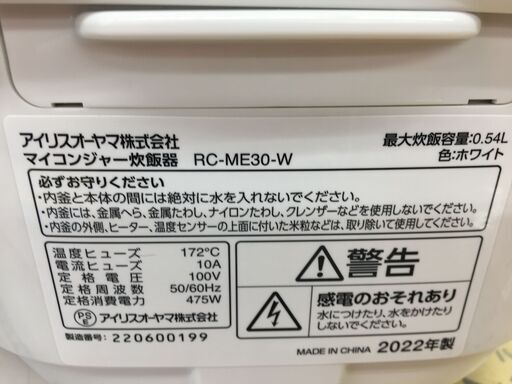 アイリスオーヤマ株式会社
マイコンジャー炊飯器 RC-ME30-W
最大炊飯容量:0.54L
色:ホワイト
必ずお守りください
・内釜と本体の間には絶対に水を入れないでください。
・内釜には、金属へら、金属たわし、ナイロンたわし、クレンザーなどを使用しないでください。
・内釜の外側、ヒーター、温度センサーの上面に付いた米粒などは、取り除いて使用してください。
温度ヒューズ 172℃
電流ヒューズ 10A
定格電圧 100V
定格周波数 50/60Hz
定格消費電力 475W
PS
E
アイリスオーヤマ株式会社
製造番号:220600199
警告
感電のおそれあり
水につけたり、水をかけたり
しないでください
MADE IN CHINA 2022年製